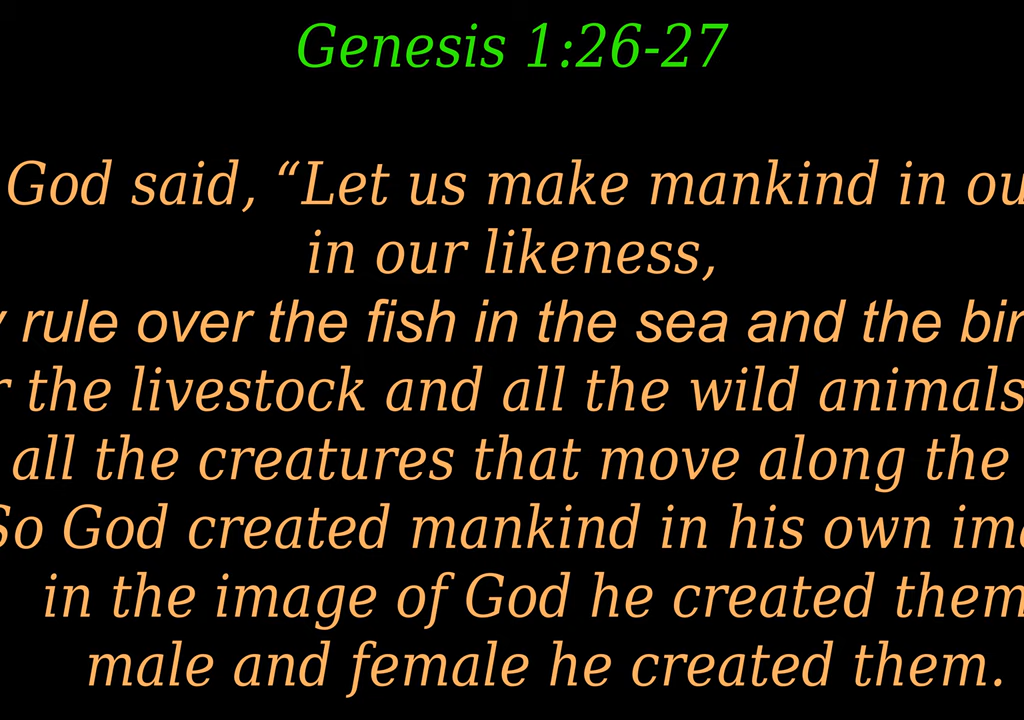 Genesis 1:26-27
God said, “Let us make mankind in ou
in our likeness,
rule over the fish in the sea and the bir
the livestock and all the wild animals
all the creatures that move along the
So God created mankind in his own im
in the image of God he created them
male and female he created them.